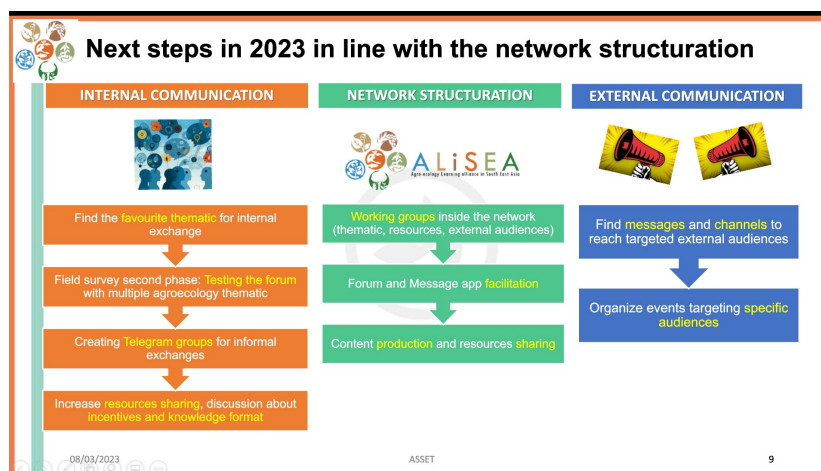 Next steps in 2023 in line with the network structuration
INTERNAL COMMUNICATION
Find the favourite thematic for internal
exchange
Field survey second phase: Testing the forum
with multiple agroecology thematic
Creating Telegram groups for informal
exchanges
Increase resources sharing, discussion about
incentives and knowledge format
NETWORK STRUCTURATION
ALiSEA
Agro-ecology Learning alliance in South East Asia
Working groups inside the network
(thematic, resources, external audiences)
Forum and Message app facilitation
Content production and resources sharing
EXTERNAL COMMUNICATION
Find messages and channels to
reach targeted external audiences
Organize events targeting specific
audiences
08/03/2023
ASSET
9